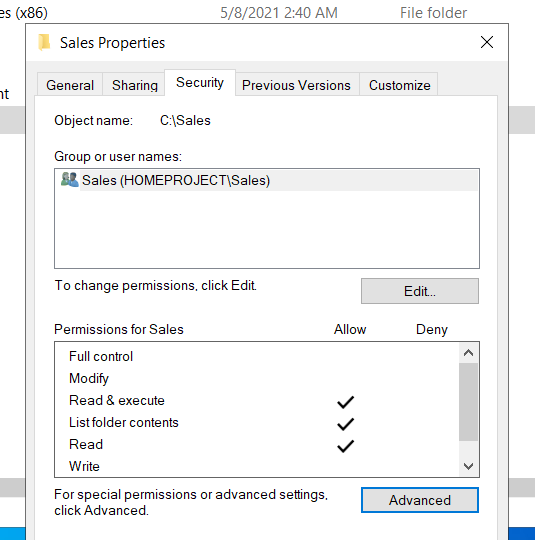 es (x86) 5/8/2021 2:40 AM File folder
Sales Properties
General Sharing Security Previous Versions Customize
nt
Object name: C:\Sales
Group or user names:
Sales (HOMEPROJECT\Sales)
To change permissions, click Edit.
Edit...
Permissions for Sales Allow Deny
Full control
Modify
Read & execute
List folder contents
Read
Write
For special permissions or advanced settings,
click Advanced.
Advanced